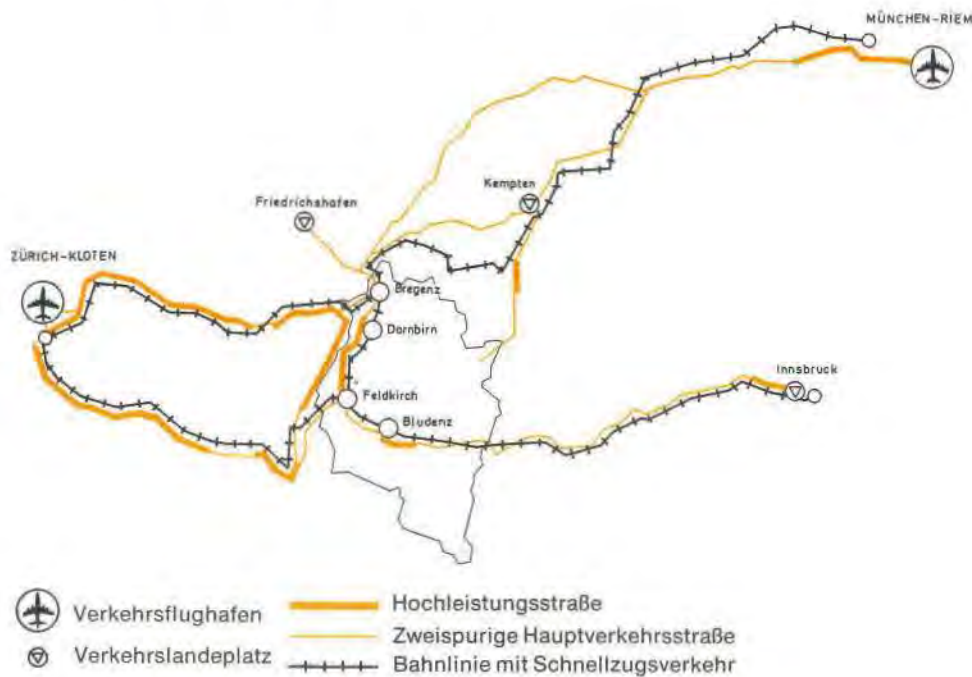 MÜNCHEN-RIEM
Kempten
Friedrichshafen
ZÜRICH-KLOTEN
Bregenz
Dornbirn
Innsbruck
Feldkirch
Bludenz
Verkehrsflughafen
Verkehrslandeplatz
Hochleistungsstraße
Zweispurige Hauptverkehrsstraße
Bahnlinie mit Schnellzugsverkehr